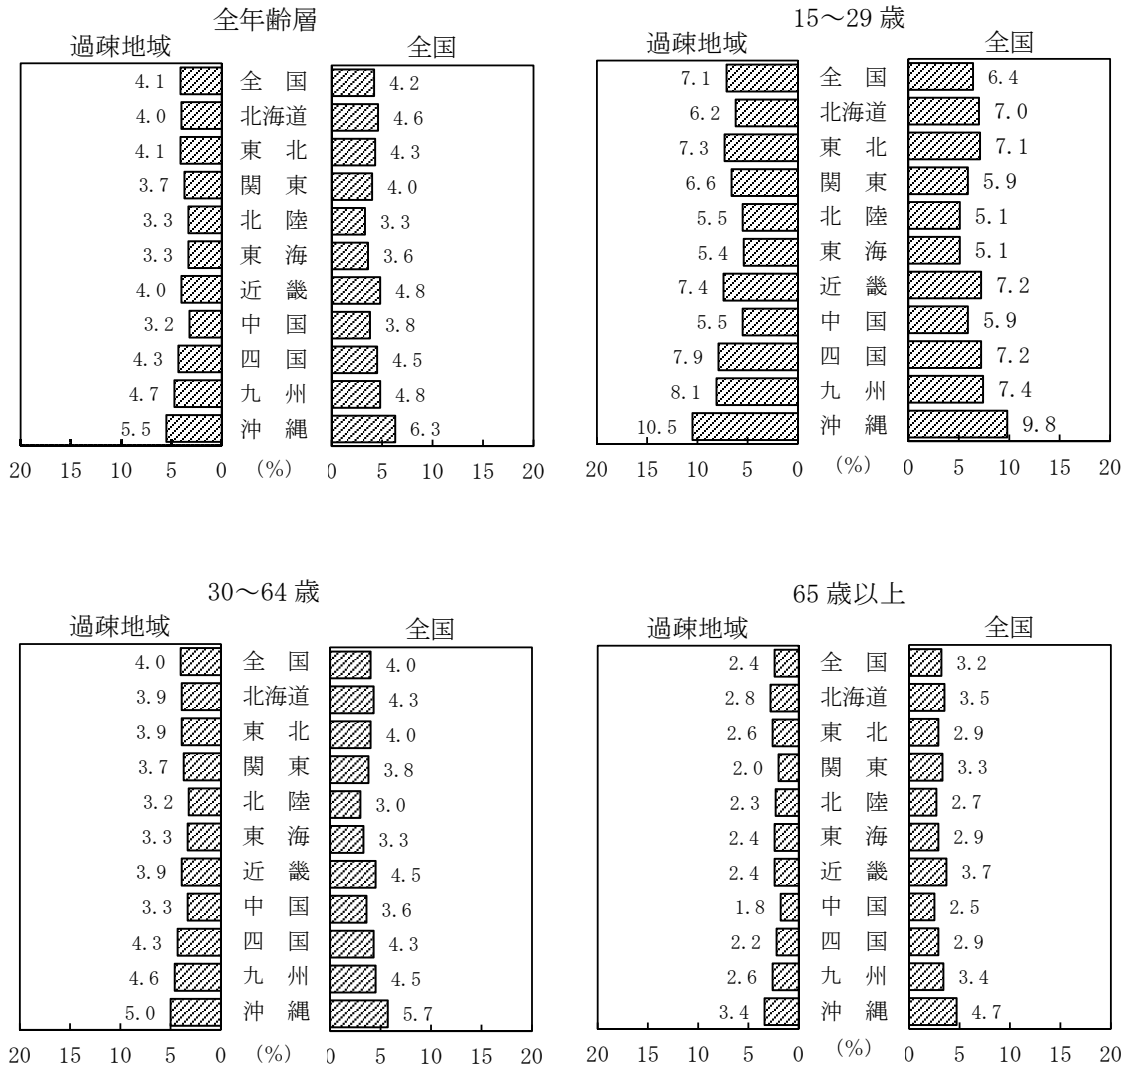 全年齢層
過疎地域 全国
4.1 全 国 4.2
4.0 北海道 4.6
4.1 東 北 4.3
3.7 関 東 4.0
3.3 北 陸 3.3
3.3 東 海 3.6
4.0 近 畿 4.8
3.2 中 国 3.8
4.3 四 国 4.5
4.7 九 州 4.8
5.5 沖 縄 6.3
20 15 10 5 0 (%) 0 5 10 15 20
15～29 歳
過疎地域 全国
7.1 全 国 6.4
6.2 北海道 7.0
7.3 東 北 7.1
6.6 関 東 5.9
5.5 北 陸 5.1
5.4 東 海 5.1
7.4 近 畿 7.2
5.5 中 国 5.9
7.9 四 国 7.2
8.1 九 州 7.4
10.5 沖 縄 9.8
20 15 10 5 0 (%) 0 5 10 15 20
30～64 歳
過疎地域 全国
4.0 全 国 4.0
3.9 北海道 4.3
3.9 東 北 4.0
3.7 関 東 3.8
3.2 北 陸 3.0
3.3 東 海 3.3
3.9 近 畿 4.5
3.3 中 国 3.6
4.3 四 国 4.3
4.6 九 州 4.5
5.0 沖 縄 5.7
20 15 10 5 0 (%) 0 5 10 15 20
65 歳以上
過疎地域 全国
2.4 全 国 3.2
2.8 北海道 3.5
2.6 東 北 2.9
2.0 関 東 3.3
2.3 北 陸 2.7
2.4 東 海 2.9
2.4 近 畿 3.7
1.8 中 国 2.5
2.2 四 国 2.9
2.6 九 州 3.4
3.4 沖 縄 4.7
20 15 10 5 0 (%) 0 5 10 15 20